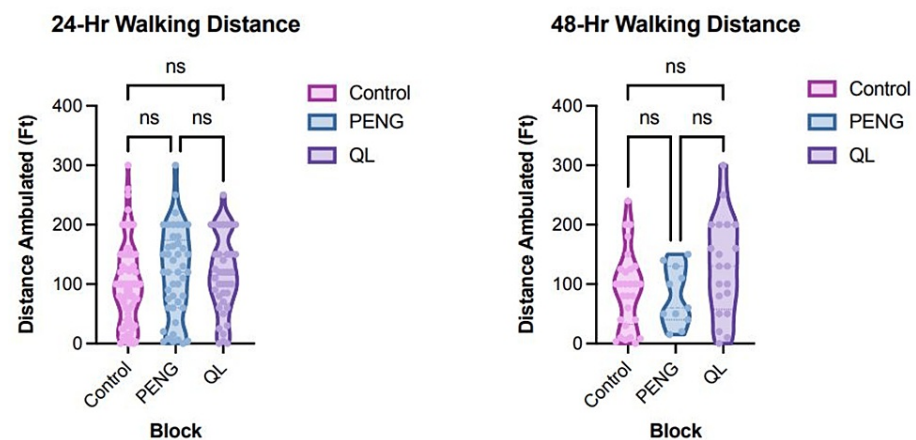 24-Hr Walking Distance
ns
ns
ns
400
300
200
100
0
Distance Ambulated (Ft)
Control
PENG
QL
Block
Control
PENG
QL
48-Hr Walking Distance
ns
ns
ns
400
300
200
100
0
Distance Ambulated (Ft)
Control
PENG
QL
Block
Control
PENG
QL